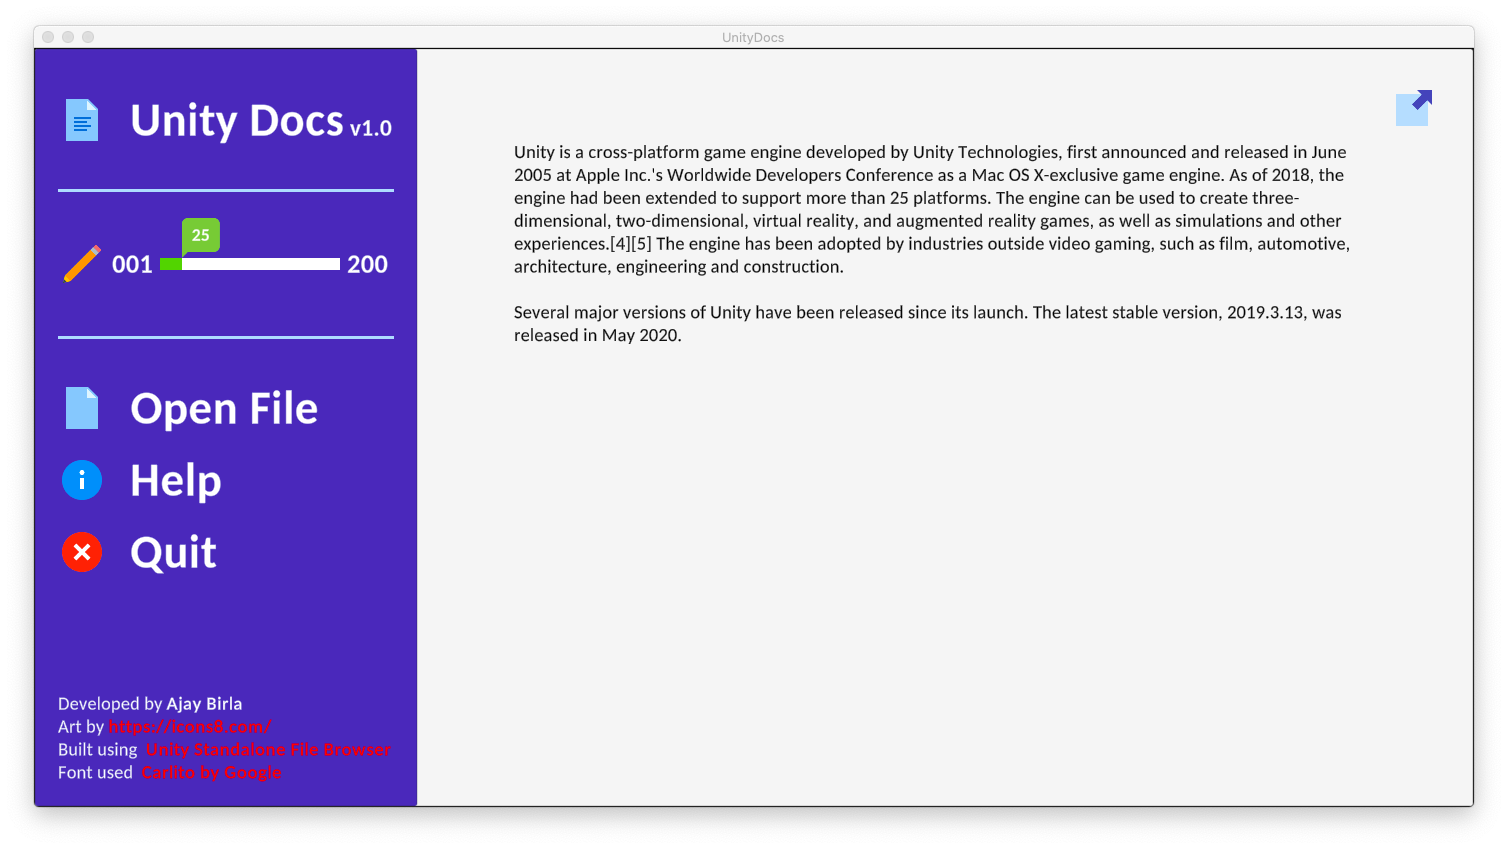 UnityDocs
Unity Docs v1.0
25
001 200
Open File
Help
Quit
Developed by Ajay Birla
Art by https://icons8.com/
Built using Unity Standalone File Browser
Font used Carlito by Google
Unity is a cross-platform game engine developed by Unity Technologies, first announced and released in June
2005 at Apple Inc.'s Worldwide Developers Conference as a Mac OS X-exclusive game engine. As of 2018, the
engine had been extended to support more than 25 platforms. The engine can be used to create three-
dimensional, two-dimensional, virtual reality, and augmented reality games, as well as simulations and other
experiences.[4][5] The engine has been adopted by industries outside video gaming, such as film, automotive,
architecture, engineering and construction.
Several major versions of Unity have been released since its launch. The latest stable version, 2019.3.13, was
released in May 2020.